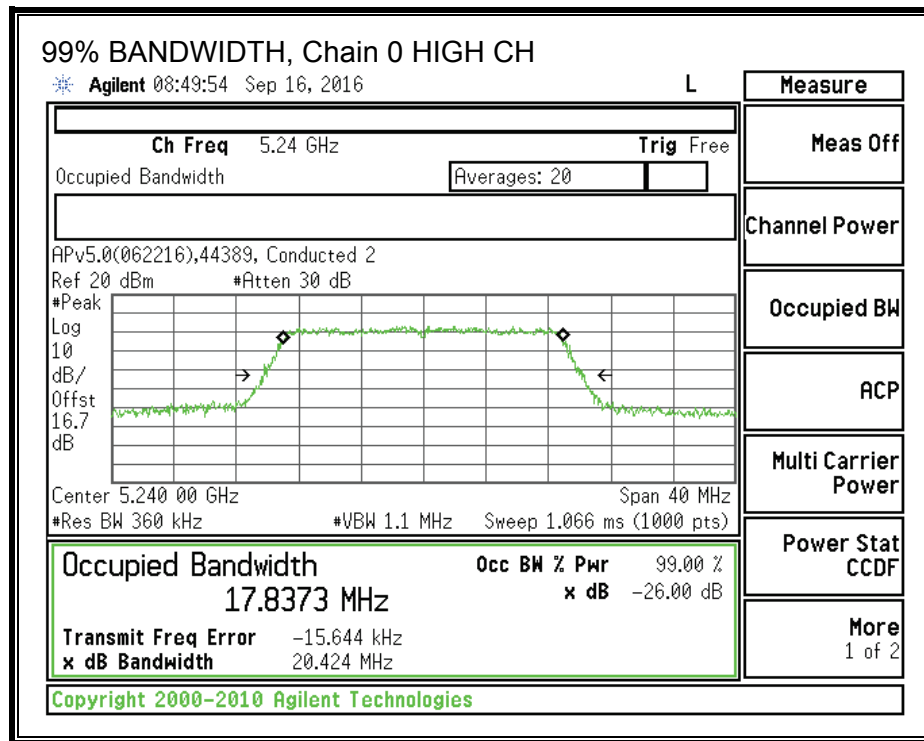 99% BANDWIDTH, Chain 0 HIGH CH
Agilent 08:49:54 Sep 16, 2016 L
Measure
Ch Freq 5.24 GHz Trig Free
Meas Off
Occupied Bandwidth Averages: 20
Channel Power
APv5.0(062216),44389, Conducted 2
Ref 20 dBm #Atten 30 dB
#Peak
Log
10
dB/
Offst
16.7
dB
Occupied BW
ACP
Multi Carrier
Power
Center 5.240 00 GHz Span 40 MHz
#Res BW 360 kHz #VBW 1.1 MHz Sweep 1.066 ms (1000 pts)
Power Stat
CCDF
Occupied Bandwidth Occ BW % Pwr 99.00 %
17.8373 MHz x dB -26.00 dB
Transmit Freq Error -15.644 kHz
x dB Bandwidth 20.424 MHz
More
1 of 2
Copyright 2000-2010 Agilent Technologies